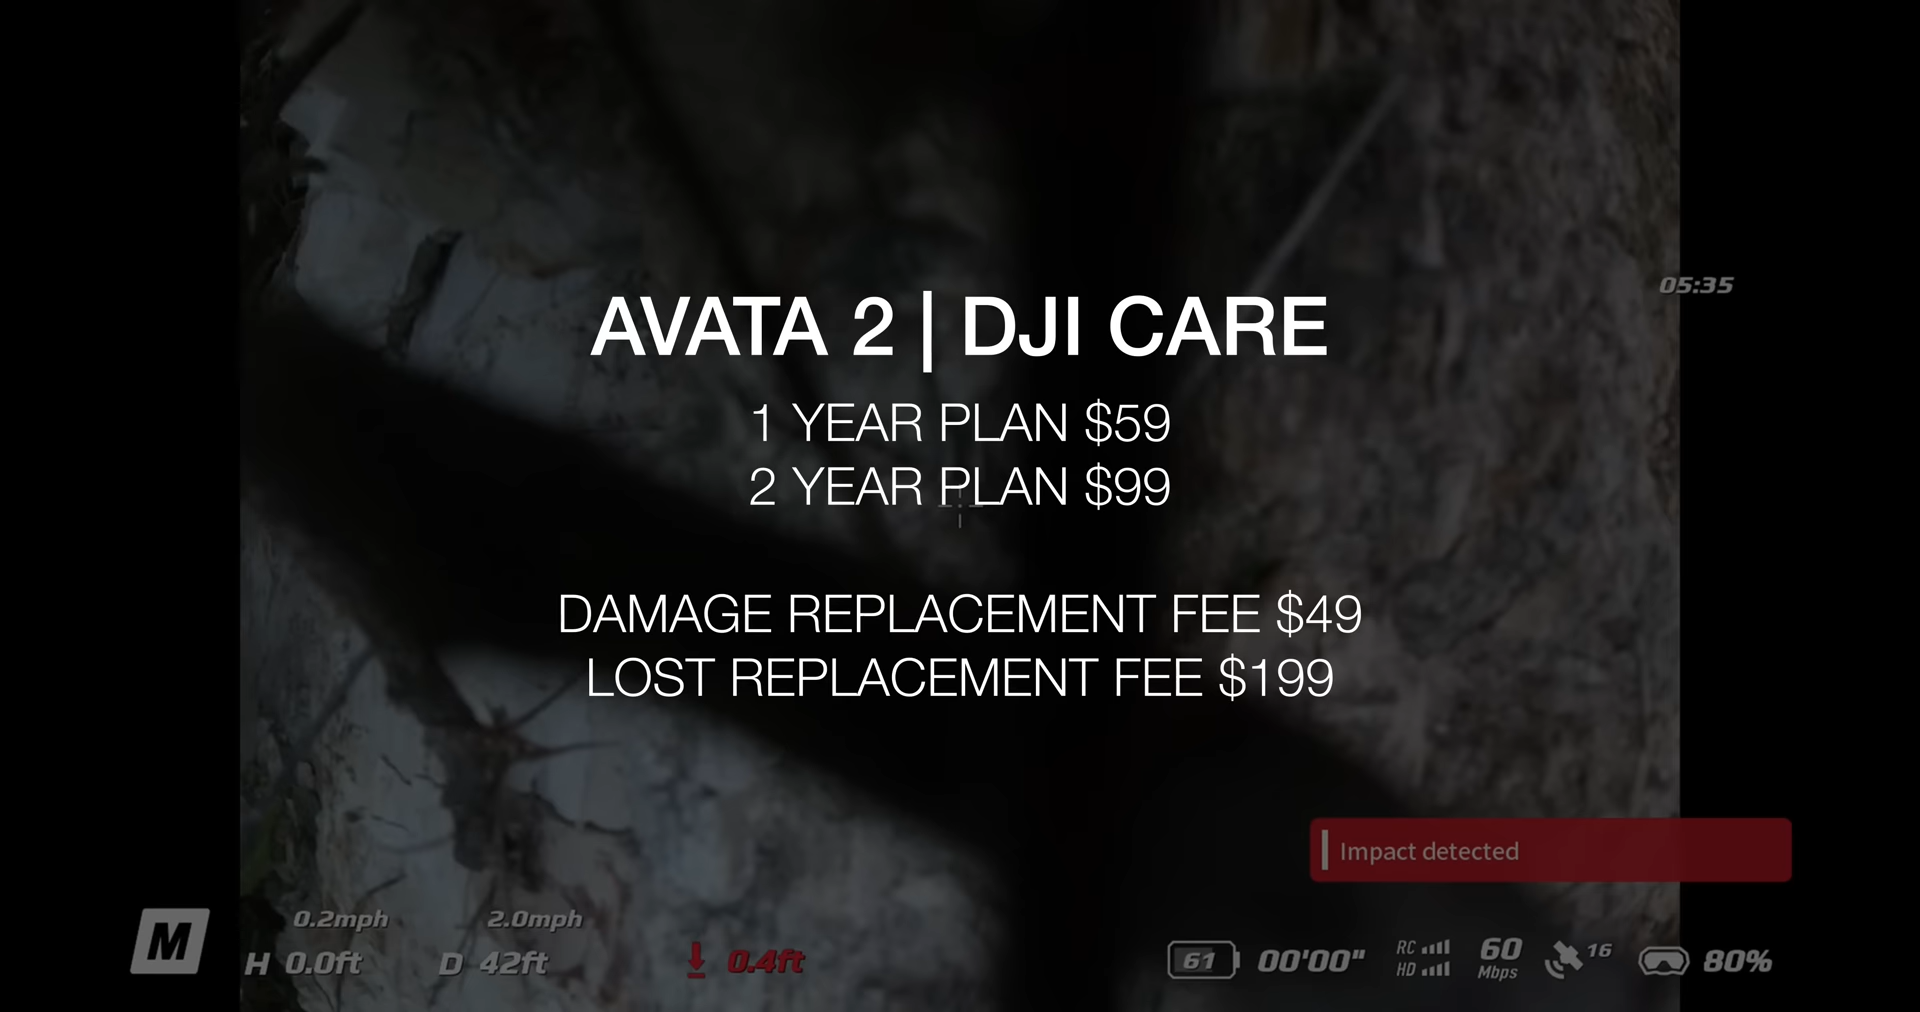 AVATA 2 | DJI CARE
1 YEAR PLAN $59
2 YEAR PLAN $99
DAMAGE REPLACEMENT FEE $49
LOST REPLACEMENT FEE $199
05:35
Impact detected
M
0.2mph 2.0mph
H 0.0ft D 42ft 0.4ft
61 00'00" RC HD 60 Mbps 16 80%